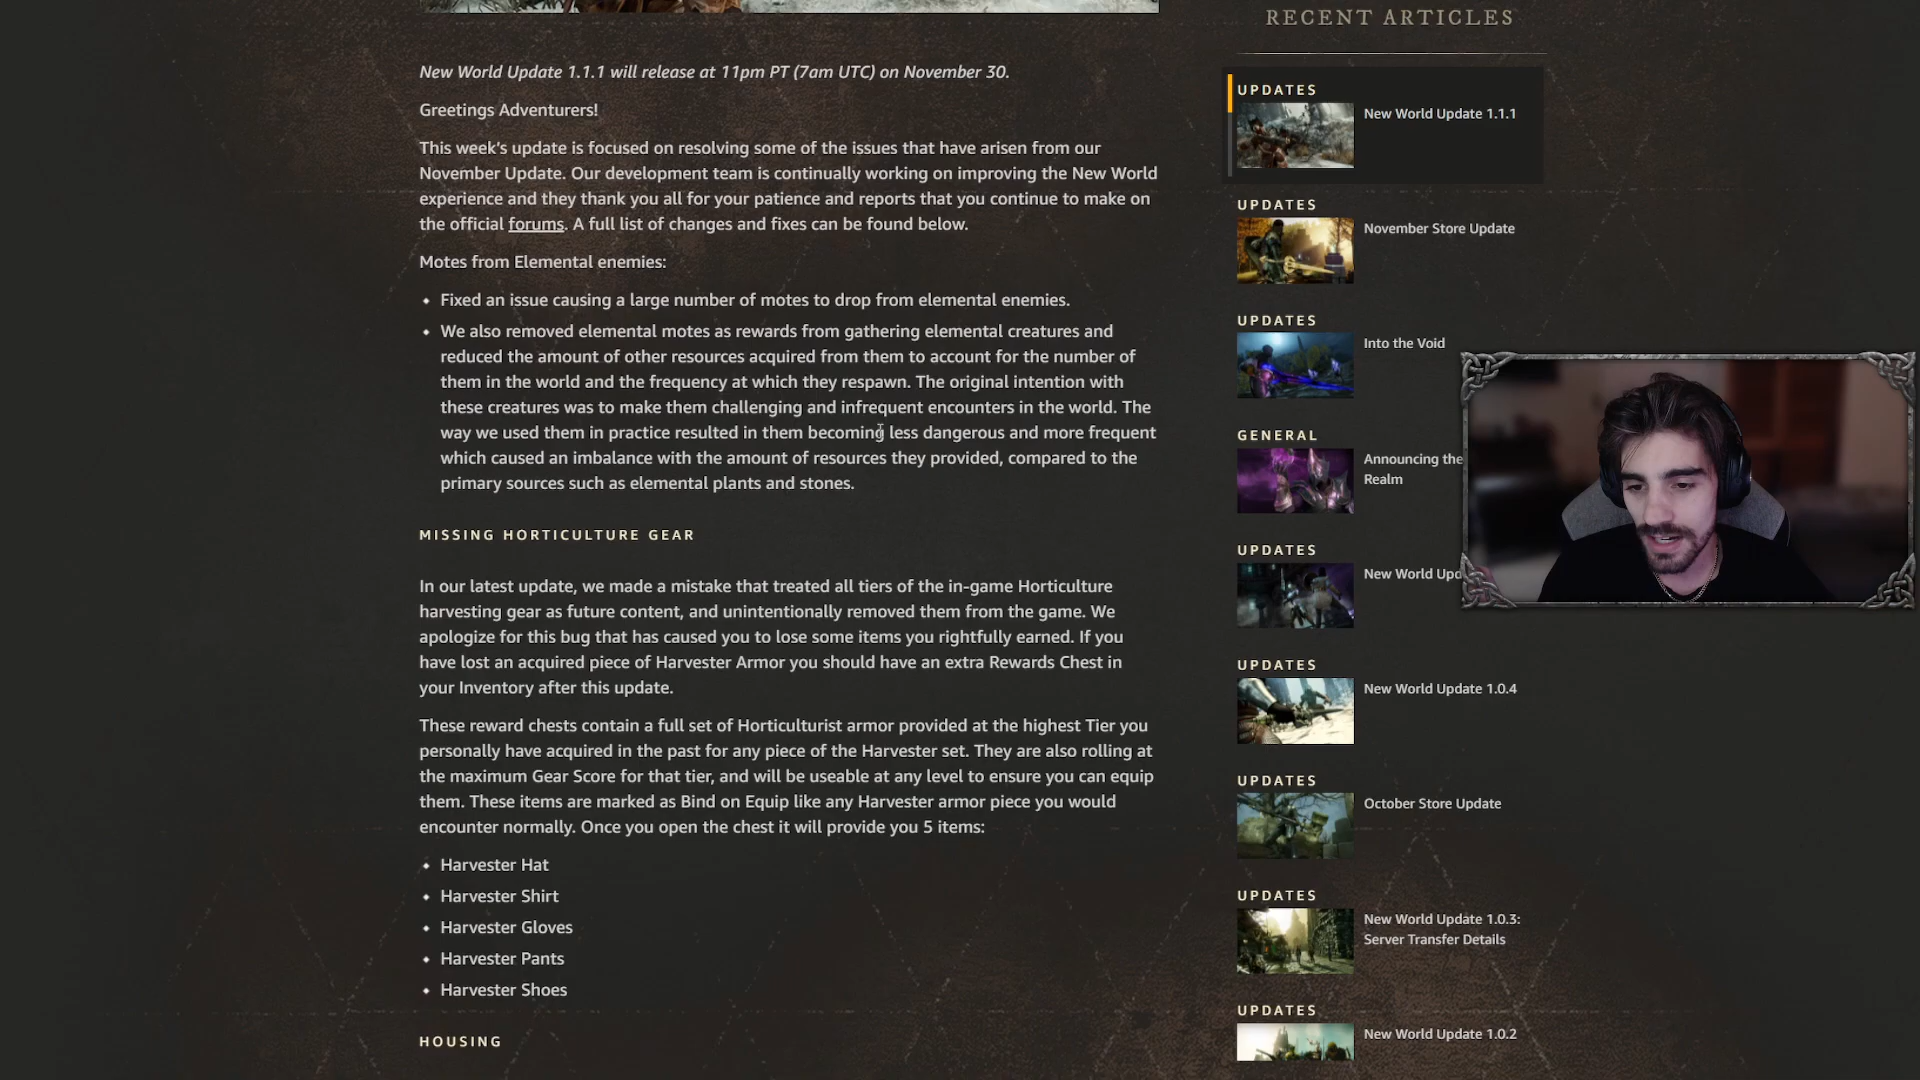 New World Update 1.1.1 will release at 11pm PT (7am UTC) on November 30.
Greetings Adventurers!
This week's update is focused on resolving some of the issues that have arisen from our
November Update. Our development team is continually working on improving the New World
experience and they thank you all for your patience and reports that you continue to make on
the official forums. A full list of changes and fixes can be found below.
Motes from Elemental enemies:
Fixed an issue causing a large number of motes to drop from elemental enemies.
We also removed elemental motes as rewards from gathering elemental creatures and
reduced the amount of other resources acquired from them to account for the number of
them in the world and the frequency at which they respawn. The original intention with
these creatures was to make them challenging and infrequent encounters in the world. The
way we used them in practice resulted in them becoming less dangerous and more frequent
which caused an imbalance with the amount of resources they provided, compared to the
primary sources such as elemental plants and stones.
MISSING HORTICULTURE GEAR
In our latest update, we made a mistake that treated all tiers of the in-game Horticulture
harvesting gear as future content, and unintentionally removed them from the game. We
apologize for this bug that has caused you to lose some items you rightfully earned. If you
have lost an acquired piece of Harvester Armor you should have an extra Rewards Chest in
your Inventory after this update.
These reward chests contain a full set of Horticulturist armor provided at the highest Tier you
personally have acquired in the past for any piece of the Harvester set. They are also rolling at
the maximum Gear Score for that tier, and will be useable at any level to ensure you can equip
them. These items are marked as Bind on Equip like any Harvester armor piece you would
encounter normally. Once you open the chest it will provide you 5 items:
Harvester Hat
Harvester Shirt
Harvester Gloves
Harvester Pants
Harvester Shoes
HOUSING
RECENT ARTICLES
UPDATES
New World Update 1.1.1
UPDATES
November Store Update
UPDATES
Into the Void
GENERAL
Announcing the
Realm
UPDATES
New World Upd
UPDATES
New World Update 1.0.4
UPDATES
October Store Update
UPDATES
New World Update 1.0.3:
Server Transfer Details
UPDATES
New World Update 1.0.2